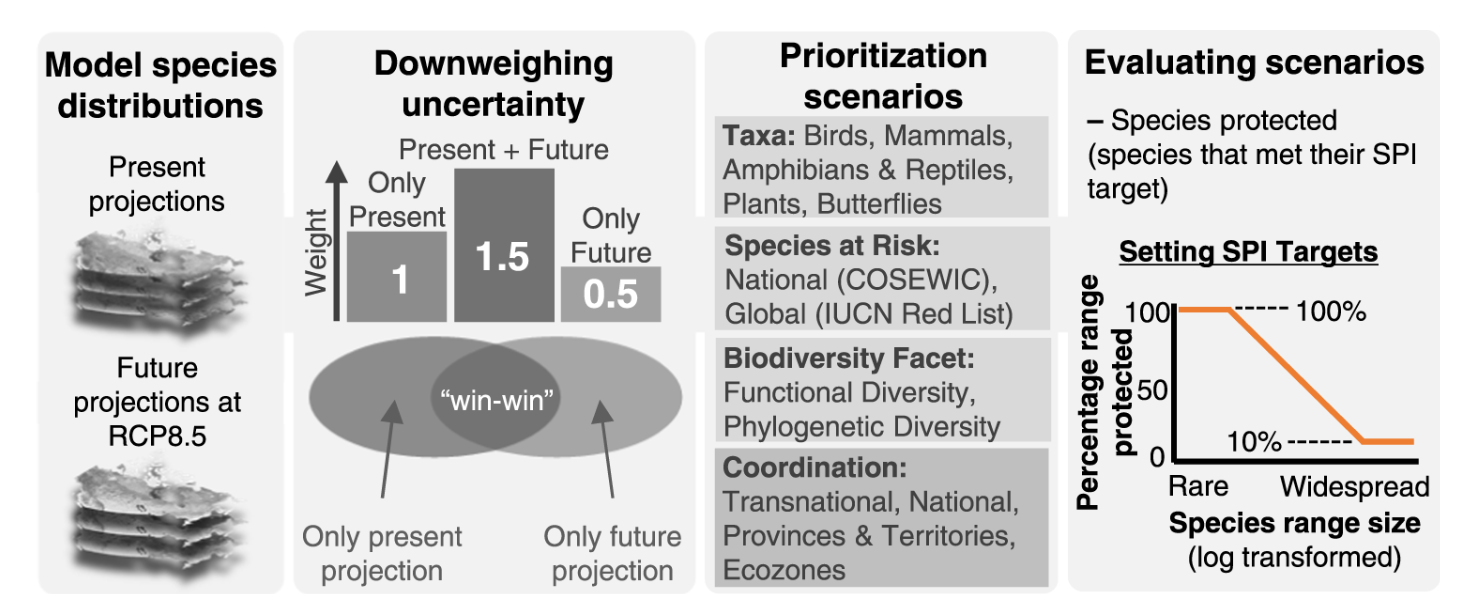 Model species
distributions
Present
projections
Future
projections at
RCP8.5
Downweighing
uncertainty
Present + Future
Only
Present
Only
Future
Weight
1
1.5
0.5
“win-win”
Only present
projection
Only future
projection
Prioritization
scenarios
Taxa: Birds, Mammals,
Amphibians & Reptiles,
Plants, Butterflies
Species at Risk:
National (COSEWIC),
Global (IUCN Red List)
Biodiversity Facet:
Functional Diversity,
Phylogenetic Diversity
Coordination:
Transnational, National,
Provinces & Territories,
Ecozones
Evaluating scenarios
– Species protected
(species that met their SPI
target)
Setting SPI Targets
Percentage range
protected
100
50
0
100%
10%
Rare
Widespread
Species range size
(log transformed)